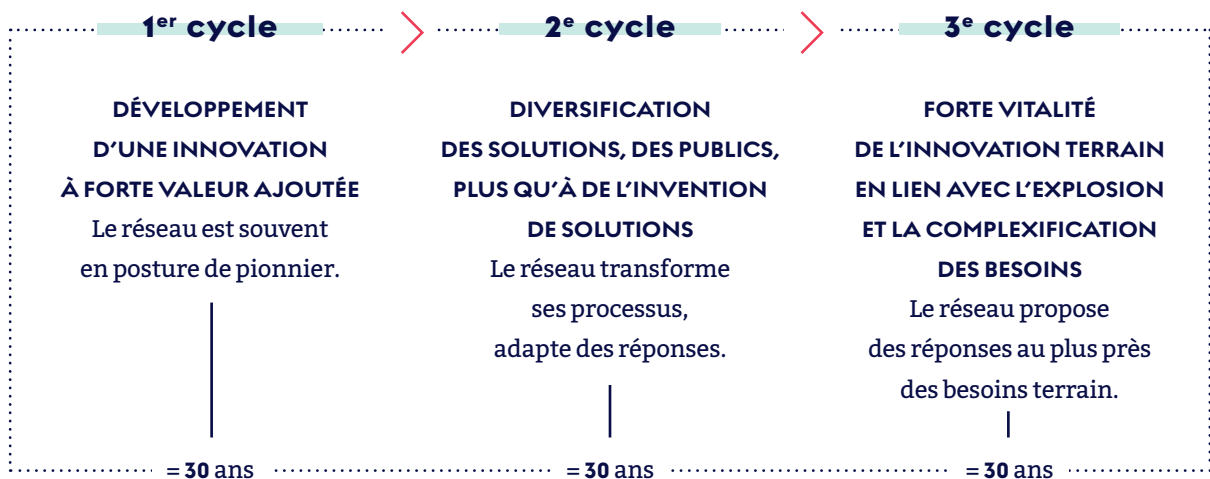 1er cycle
DÉVELOPPEMENT
D’UNE INNOVATION
À FORTE VALEUR AJOUTÉE
Le réseau est souvent
en posture de pionnier.
= 30 ans
2e cycle
DIVERSIFICATION
DES SOLUTIONS, DES PUBLICS,
PLUS QU’À DE L’INVENTION
DE SOLUTIONS
Le réseau transforme
ses processus,
adapte des réponses.
= 30 ans
3e cycle
FORTE VITALITÉ
DE L’INNOVATION TERRAIN
EN LIEN AVEC L’EXPLOSION
ET LA COMPLEXIFICATION
DES BESOINS
Le réseau propose
des réponses au plus près
des besoins terrain.
= 30 ans